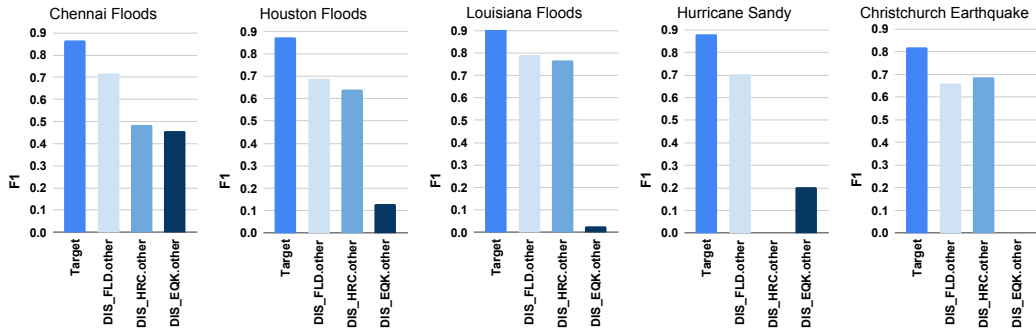 Chennai Floods
0.9
0.8
0.7
0.6
0.5
0.4
0.3
0.2
0.1
0.0
F1
Target
DIS_FLD.other
DIS_HRC.other
DIS_EQK.other
Houston Floods
0.9
0.8
0.7
0.6
0.5
0.4
0.3
0.2
0.1
0.0
F1
Target
DIS_FLD.other
DIS_HRC.other
DIS_EQK.other
Louisiana Floods
0.9
0.8
0.7
0.6
0.5
0.4
0.3
0.2
0.1
0.0
F1
Target
DIS_FLD.other
DIS_HRC.other
DIS_EQK.other
Hurricane Sandy
0.9
0.8
0.7
0.6
0.5
0.4
0.3
0.2
0.1
0.0
F1
Target
DIS_FLD.other
DIS_HRC.other
DIS_EQK.other
Christchurch Earthquake
0.9
0.8
0.7
0.6
0.5
0.4
0.3
0.2
0.1
0.0
F1
Target
DIS_FLD.other
DIS_HRC.other
DIS_EQK.other